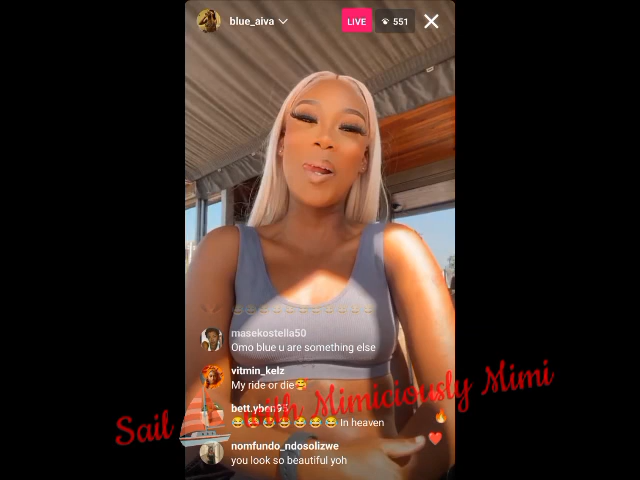 blue_aiva
LIVE
551
masekostella50
Omo blue u are something else
vitmin_kelz
My ride or die🥰
In heaven
nomfundo_ndosolizwe
you look so beautiful yoh
Sail with Mimiciously Mimi